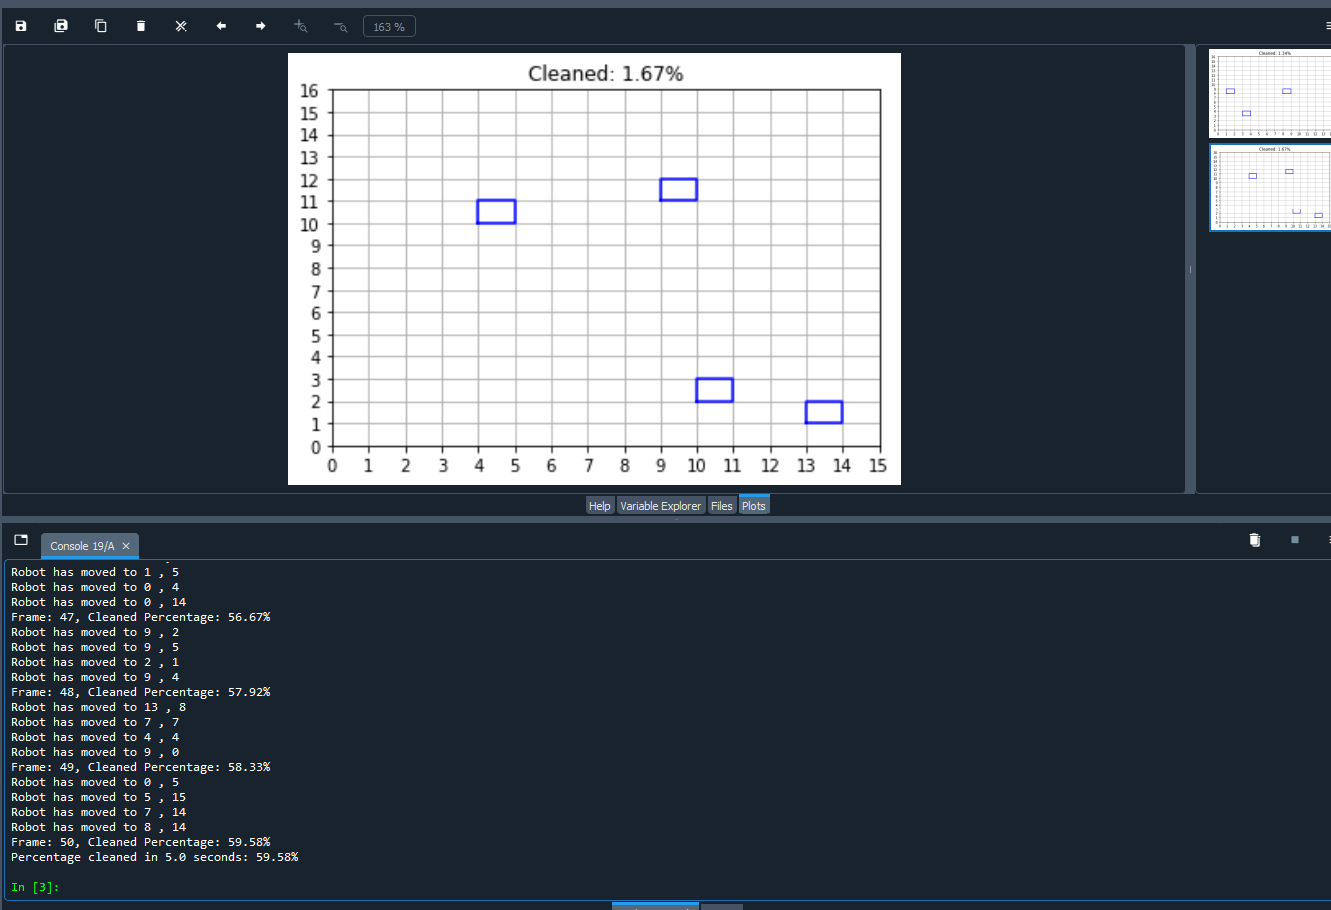 163 %
Cleaned: 1.67%
16
15
14
13
12
11
10
9
8
7
6
5
4
3
2
1
0
0 1 2 3 4 5 6 7 8 9 10 11 12 13 14 15
Cleaned: 1.67%
Help Variable Explorer Files Plots
Console 19/A
Robot has moved to 1 , 5
Robot has moved to 0 , 4
Robot has moved to 0 , 14
Frame: 47, Cleaned Percentage: 56.67%
Robot has moved to 9 , 2
Robot has moved to 9 , 5
Robot has moved to 2 , 1
Robot has moved to 9 , 4
Frame: 48, Cleaned Percentage: 57.92%
Robot has moved to 13 , 8
Robot has moved to 7 , 7
Robot has moved to 4 , 4
Robot has moved to 9 , 0
Frame: 49, Cleaned Percentage: 58.33%
Robot has moved to 0 , 5
Robot has moved to 5 , 15
Robot has moved to 7 , 14
Robot has moved to 8 , 14
Frame: 50, Cleaned Percentage: 59.58%
Percentage cleaned in 5.0 seconds: 59.58%
In [3]: